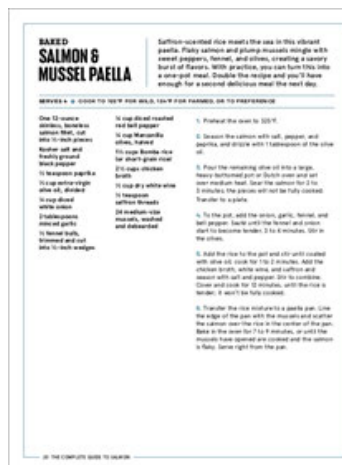 BAKED
SALMON &
MUSSEL PAELLA
Saffron-scented rice meets the sea in this vibrant
paella. Flaky salmon and plump mussels mingle with
sweet peppers, fennel, and olives, creating a savory
burst of flavors. With practice, you can turn this into
a one-pot meal. Double the recipe and you'll have
enough for a second delicious meal the next day.
SERVES 4 COOK TO 120°F FOR WILD, 125°F FOR FARMED, OR TO PREFERENCE
One 12-ounce
skinless, boneless
salmon fillet, cut
into 1½-inch pieces
Kosher salt and
freshly ground
black pepper
½ teaspoon paprika
¼ cup extra-virgin
olive oil, divided
¼ cup diced
white onion
2 tablespoons
minced garlic
½ fennel bulb,
trimmed and cut
into ½-inch wedges
¼ cup diced roasted
red bell pepper
¼ cup Manzanilla
olives, halved
1½ cups Bomba rice
(or short-grain rice)
2½ cups chicken
broth
½ cup dry white wine
½ teaspoon
saffron threads
24 medium-size
mussels, washed
and debearded
1. Preheat the oven to 325°F.
2. Season the salmon with salt, pepper, and
paprika, and drizzle with 1 tablespoon of the olive
oil.
3. Pour the remaining olive oil into a large,
heavy-bottomed pot or Dutch oven and set
over medium heat. Sear the salmon for 2 to
3 minutes; the pieces will not be fully cooked.
Transfer to a plate.
4. To the pot, add the onion, garlic, fennel, and
bell pepper. Sauté until the fennel and onion
start to become tender, 3 to 4 minutes. Stir in
the olives.
5. Add the rice to the pot and stir until coated
with olive oil; cook for 1 to 2 minutes. Add the
chicken broth, white wine, and saffron and
season with salt and pepper. Stir to combine.
Cover and cook for 12 minutes, until the rice is
tender. It won't be fully cooked.
6. Transfer the rice mixture to a paella pan. Line
the edge of the pan with the mussels and scatter
the salmon over the rice in the center of the pan.
Bake in the oven for 7 to 9 minutes, or until the
mussels have opened and cooked and the salmon
is flaky. Serve right from the pan.
THE COMPLETE GUIDE TO SALMON